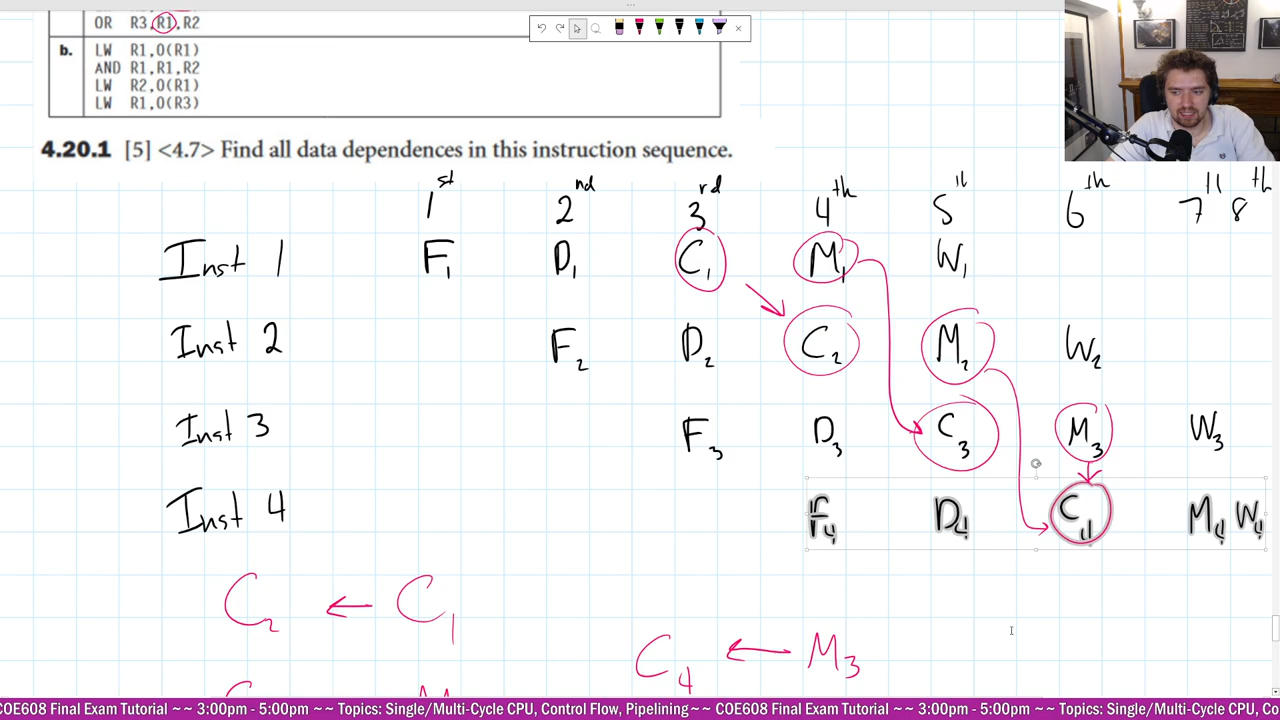 OR R3,R1,R2
b.
LW R1,0(R1)
AND R1,R1,R2
LW R2,0(R1)
LW R1,0(R3)
4.20.1 [5] <4.7> Find all data dependences in this instruction sequence.
1st 2nd 3rd 4th 5th 6th 7th 8th
Inst 1 F1 D1 C1 M1 W1
Inst 2 F2 D2 C2 M2 W2
Inst 3 F3 D3 C3 M3 W3
Inst 4 F4 D4 C4 M4 W4
C2 ← C1
C4 ← M3
COE608 Final Exam Tutorial ~~ 3:00pm - 5:00pm ~~ Topics: Single/Multi-Cycle CPU, Control Flow, Pipelining ~~ COE608 Final Exam Tutorial ~~ 3:00pm - 5:00pm ~~ Topics: Single/Multi-Cycle CPU, Co